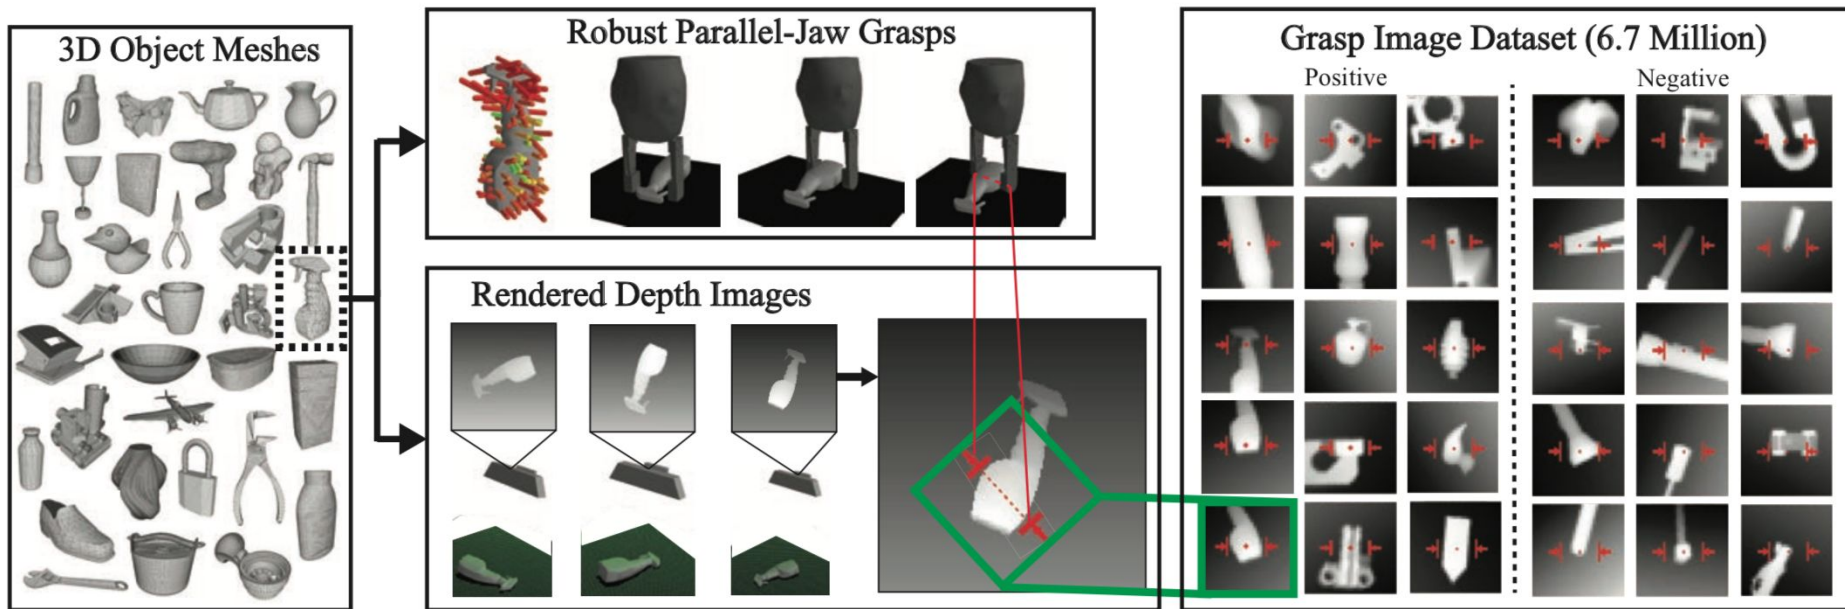 3D Object Meshes
Robust Parallel-Jaw Grasps
Rendered Depth Images
Grasp Image Dataset (6.7 Million)
Positive
Negative